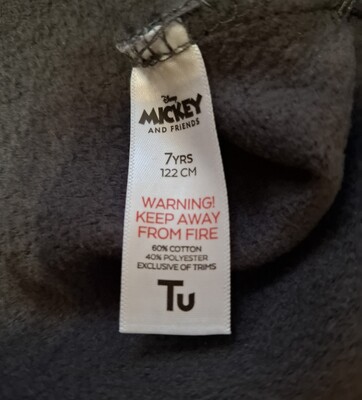 Disney
MICKEY
AND FRIENDS
7YRS
122 CM
WARNING!
KEEP AWAY
FROM FIRE
60% COTTON
40% POLYESTER
EXCLUSIVE OF TRIMS
Tu